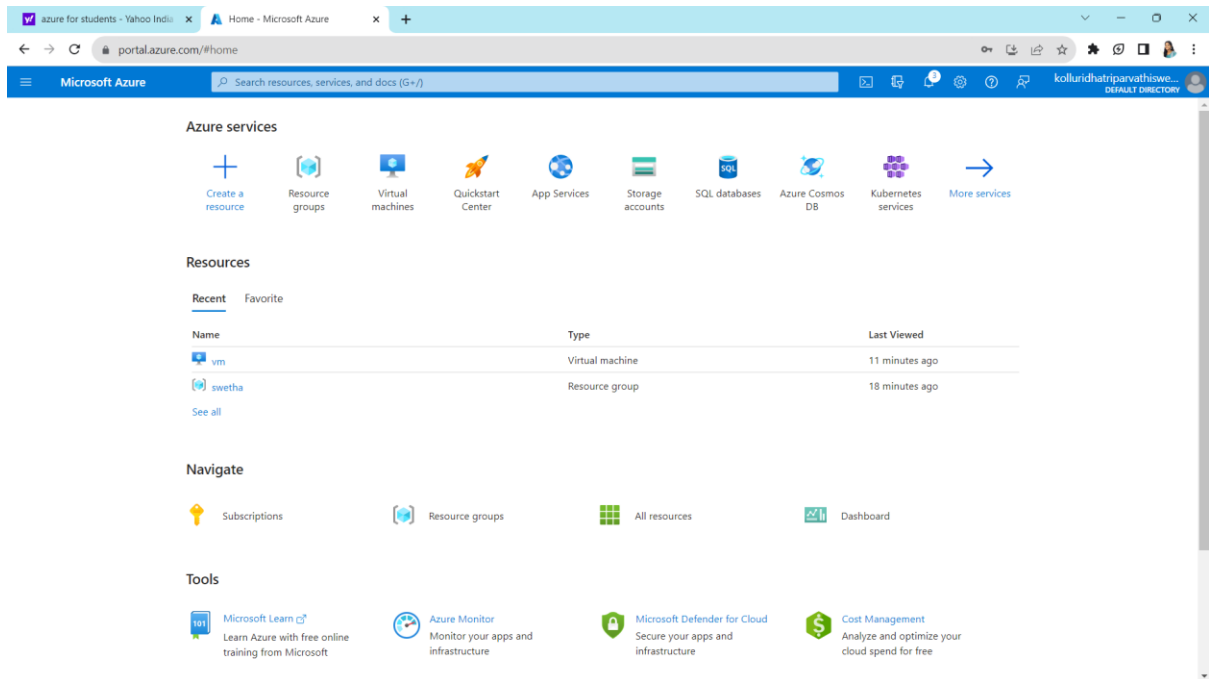 azure for students - Yahoo India
Home - Microsoft Azure
portal.azure.com/#home
Microsoft Azure
Search resources, services, and docs (G+/)
3
kolluridhatriparvathiswe...
DEFAULT DIRECTORY
Azure services
Create a resource
Resource groups
Virtual machines
Quickstart Center
App Services
Storage accounts
SQL
SQL databases
Azure Cosmos DB
Kubernetes services
More services
Resources
Recent Favorite
Name Type Last Viewed
vm Virtual machine 11 minutes ago
swetha Resource group 18 minutes ago
See all
Navigate
Subscriptions Resource groups All resources Dashboard
Tools
101
Microsoft Learn
Learn Azure with free online
training from Microsoft
Azure Monitor
Monitor your apps and
infrastructure
Microsoft Defender for Cloud
Secure your apps and
infrastructure
Cost Management
Analyze and optimize your
cloud spend for free